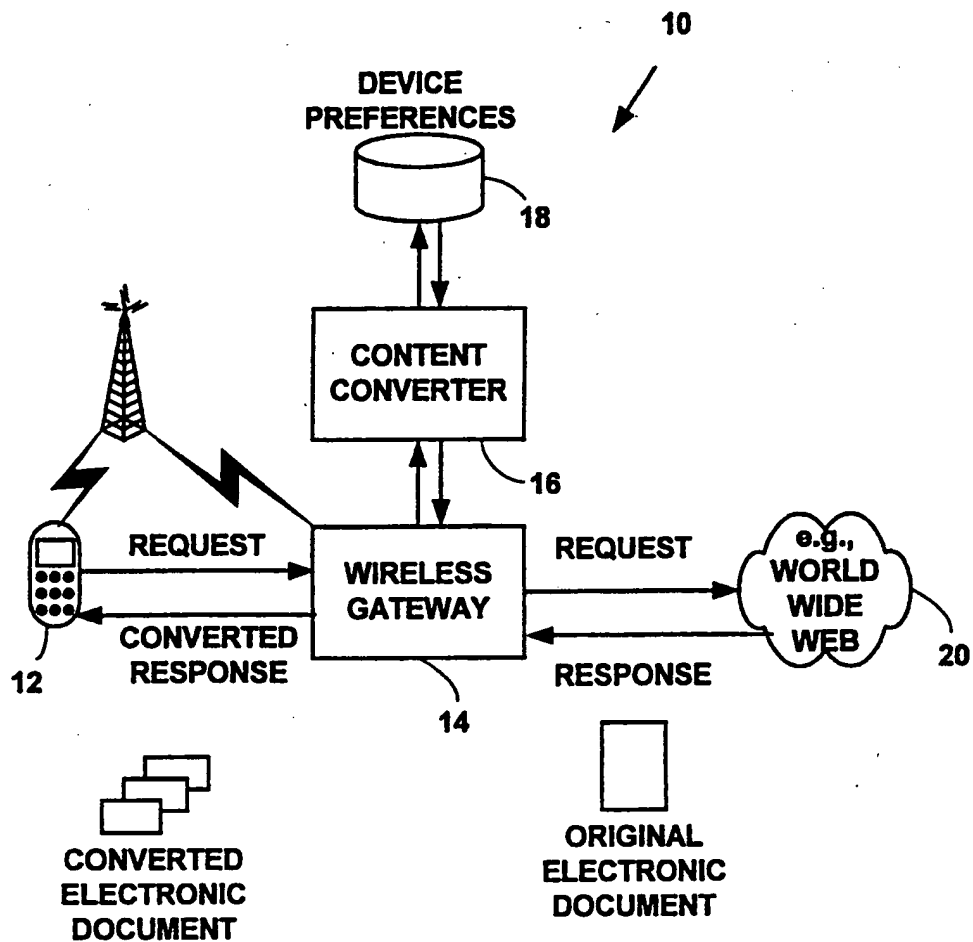 10
DEVICE
PREFERENCES
18
CONTENT
CONVERTER
16
REQUEST
WIRELESS
GATEWAY
REQUEST
e.g.,
WORLD
WIDE
WEB
CONVERTED
RESPONSE
RESPONSE
12
14
20
CONVERTED
ELECTRONIC
DOCUMENT
ORIGINAL
ELECTRONIC
DOCUMENT